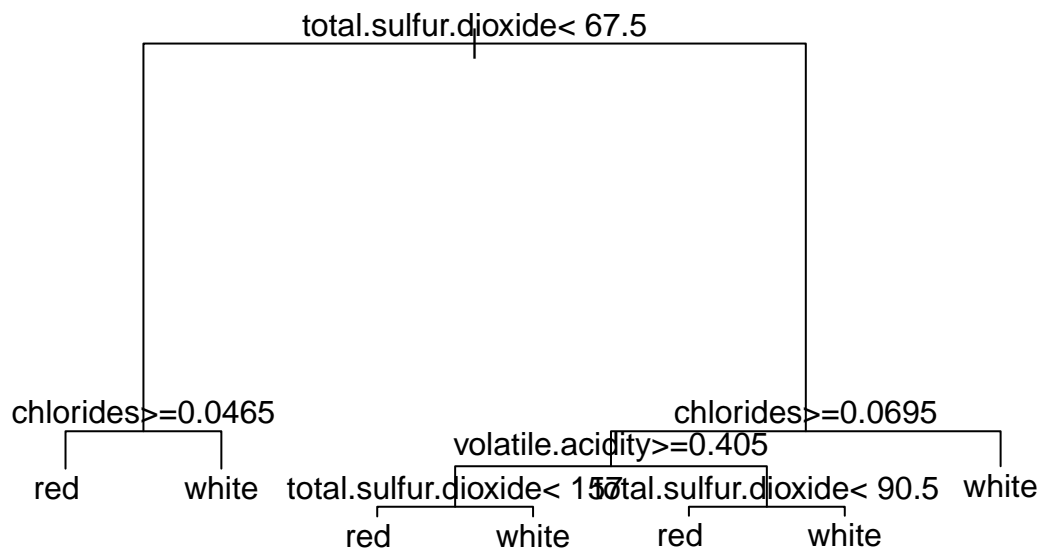 total.sulfur.dioxide< 67.5
chlorides>=0.0465
chlorides>=0.0695
volatile.acidity>=0.405
red
white
total.sulfur.dioxide< 157
total.sulfur.dioxide< 90.5
white
red
white
red
white